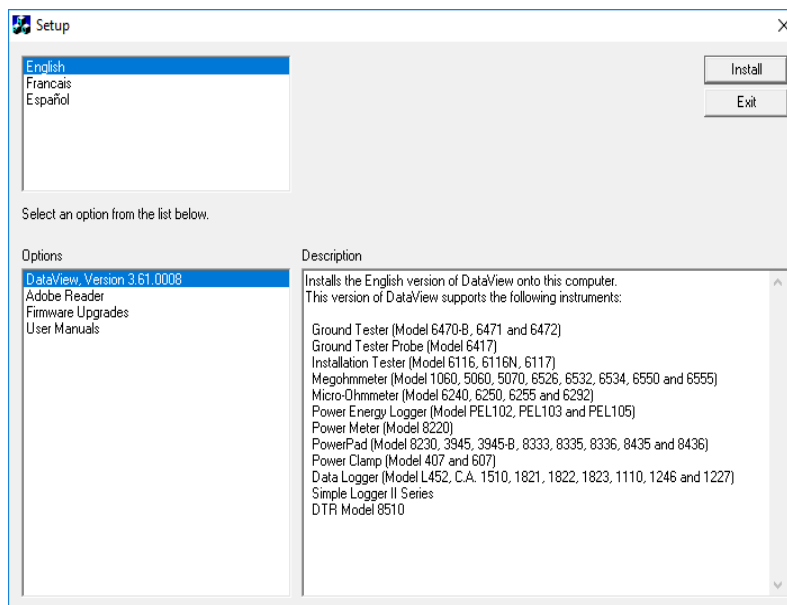 Setup
English
Francais
Español
Install
Exit
Select an option from the list below.
Options
DataView, Version 3.61.0008
Adobe Reader
Firmware Upgrades
User Manuals
Description
Installs the English version of DataView onto this computer.
This version of DataView supports the following instruments:
Ground Tester (Model 6470-B, 6471 and 6472)
Ground Tester Probe (Model 6417)
Installation Tester (Model 6116, 6116N, 6117)
Megohmmeter (Model 1060, 5060, 5070, 6526, 6532, 6534, 6550 and 6555)
Micro-Ohmmeter (Model 6240, 6250, 6255 and 6292)
Power Energy Logger (Model PEL102, PEL103 and PEL105)
Power Meter (Model 8220)
PowerPad (Model 8230, 3945, 3945-B, 8333, 8335, 8336, 8435 and 8436)
Power Clamp (Model 407 and 607)
Data Logger (Model L452, C.A. 1510, 1821, 1822, 1823, 1110, 1246 and 1227)
Simple Logger II Series
DTR Model 8510